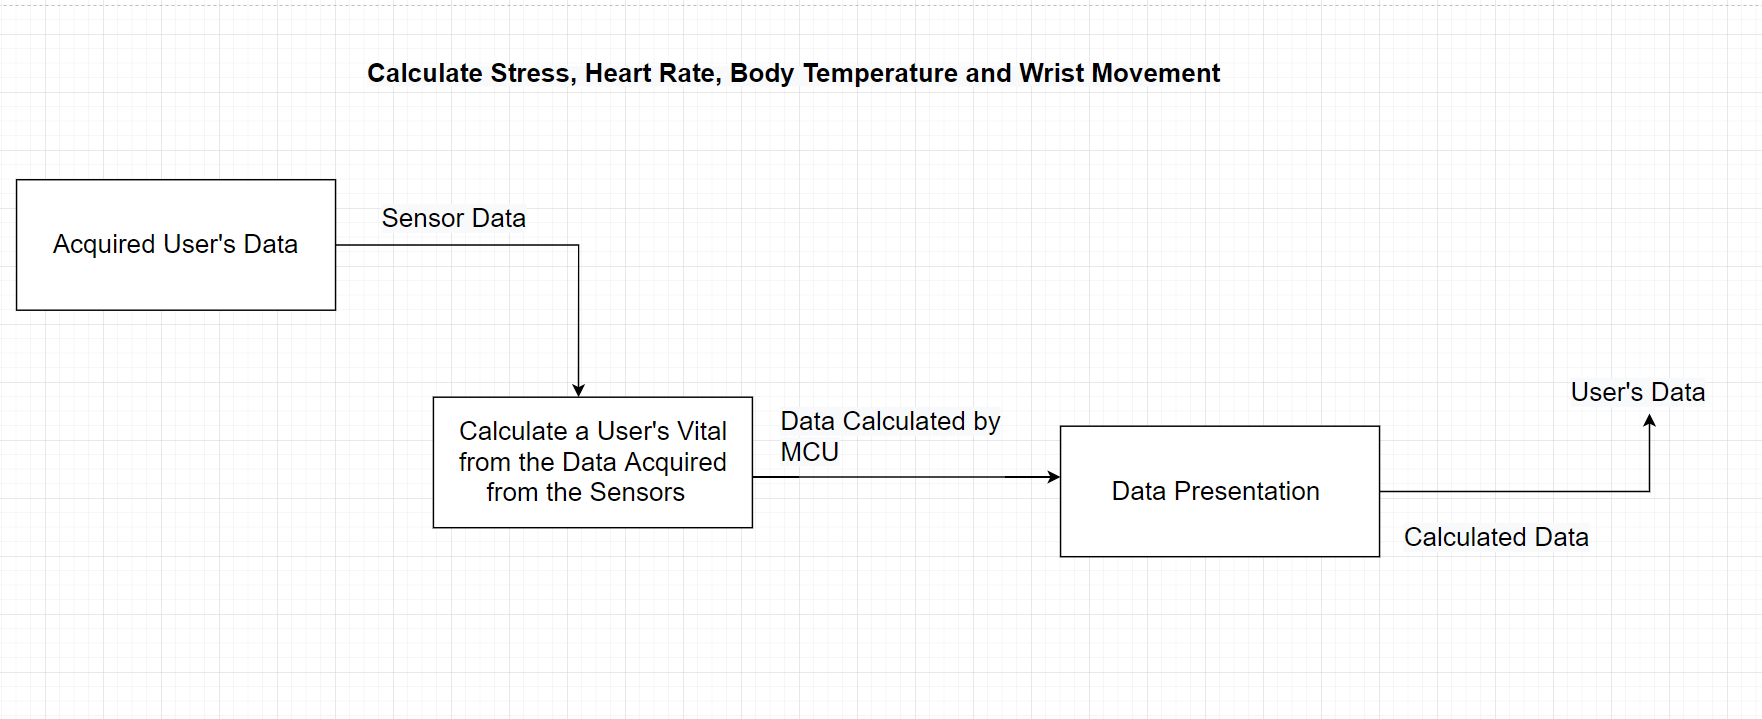 Calculate Stress, Heart Rate, Body Temperature and Wrist Movement
Sensor Data
Acquired User's Data
User's Data
Data Calculated by
MCU
Calculate a User's Vital
from the Data Acquired
from the Sensors
Data Presentation
Calculated Data